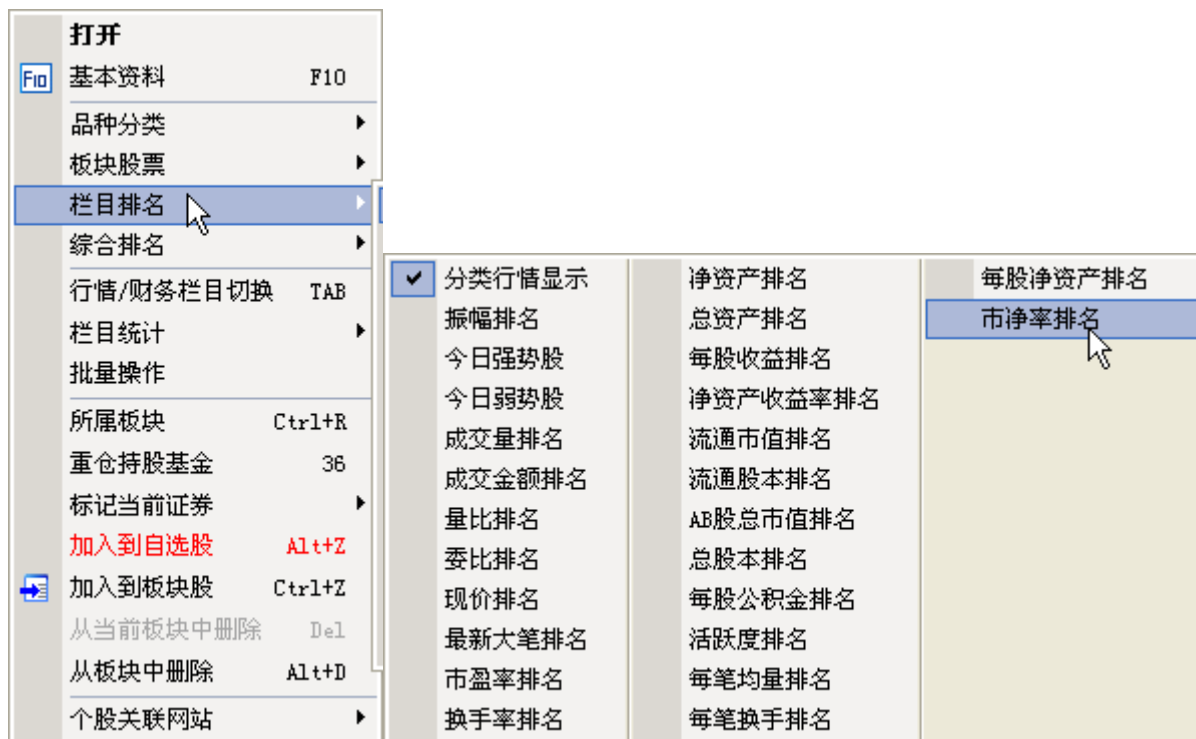 打开
F10 基本资料 F10
品种分类
板块股票
栏目排名
综合排名
行情/财务栏目切换 TAB
栏目统计
批量操作
所属板块 Ctrl+R
重仓持股基金 36
标记当前证券
加入到自选股 Alt+Z
加入到板块股 Ctrl+Z
从当前板块中删除 Del
从板块中删除 Alt+D
个股关联网站
分类行情显示
振幅排名
今日强势股
今日弱势股
成交量排名
成交金额排名
量比排名
委比排名
现价排名
最新大笔排名
市盈率排名
换手率排名
净资产排名
总资产排名
每股收益排名
净资产收益率排名
流通市值排名
流通股本排名
AB股总市值排名
总股本排名
每股公积金排名
活跃度排名
每笔均量排名
每笔换手排名
每股净资产排名
市净率排名